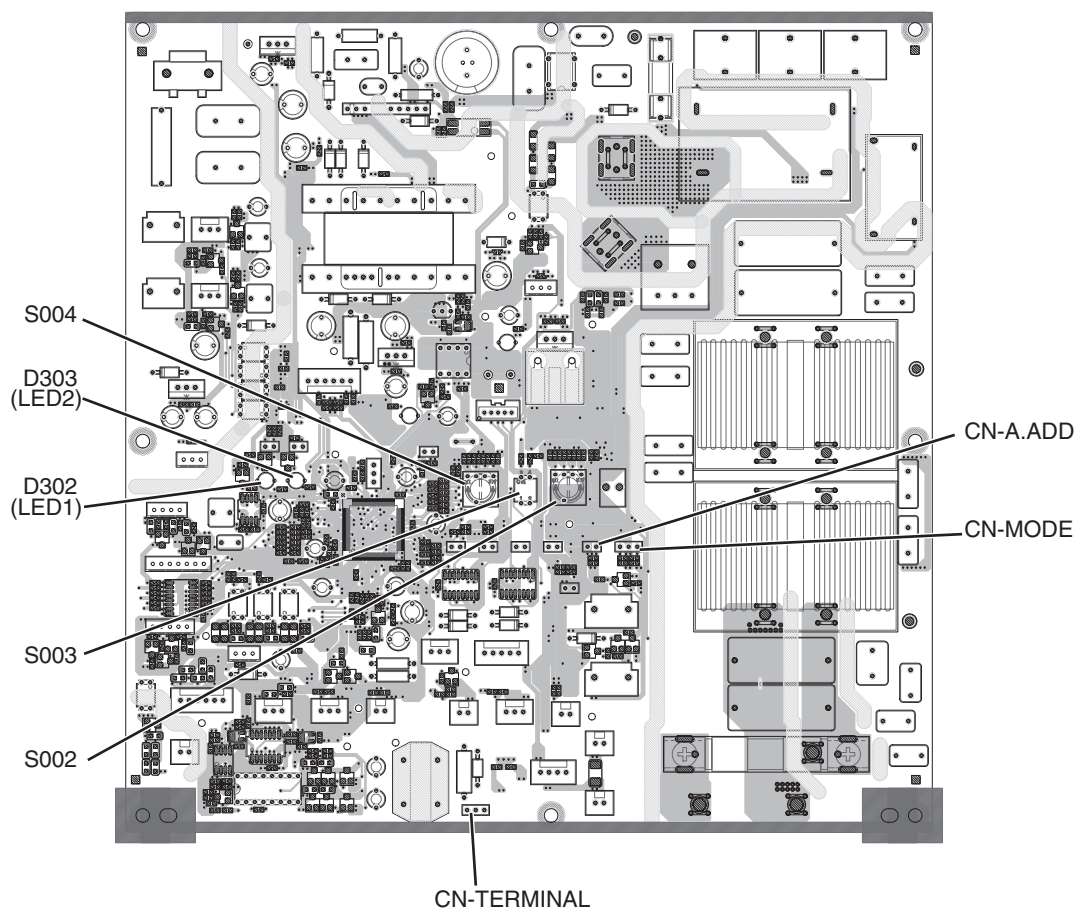 S004
D303
(LED2)
D302
(LED1)
S003
S002
CN-A.ADD
CN-MODE
CN-TERMINAL